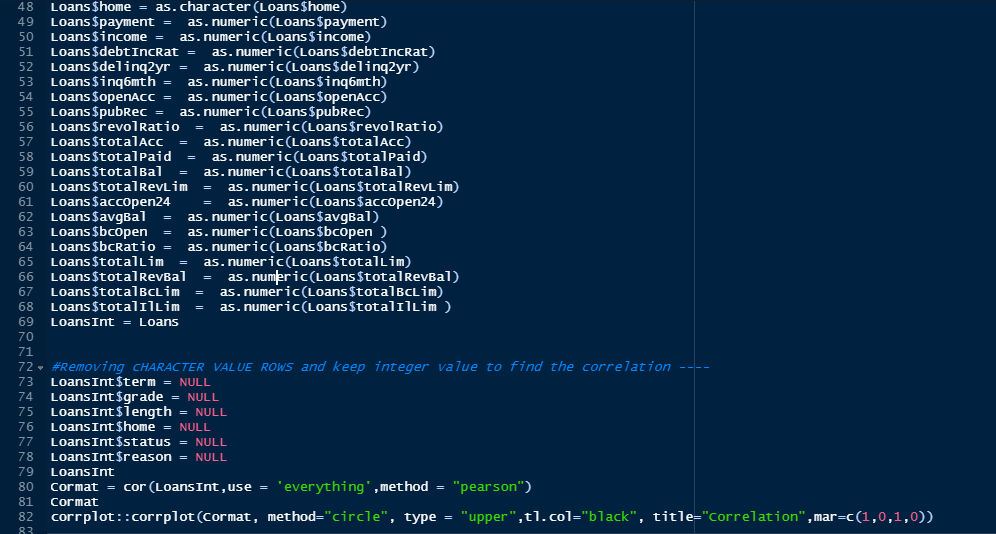 48 Loans$home = as.character(Loans$home)
49 Loans$payment =  as.numeric(Loans$payment)
50 Loans$income =  as.numeric(Loans$income)
51 Loans$debtIncRat =  as.numeric(Loans$debtIncRat)
52 Loans$delinq2yr =  as.numeric(Loans$delinq2yr)
53 Loans$inq6mth =  as.numeric(Loans$inq6mth)
54 Loans$openAcc =  as.numeric(Loans$openAcc)
55 Loans$pubRec =  as.numeric(Loans$pubRec)
56 Loans$revolRatio  =  as.numeric(Loans$revolRatio)
57 Loans$totalAcc  =  as.numeric(Loans$totalAcc)
58 Loans$totalPaid  =  as.numeric(Loans$totalPaid)
59 Loans$totalBal  =  as.numeric(Loans$totalBal)
60 Loans$totalRevLim  =  as.numeric(Loans$totalRevLim)
61 Loans$accOpen24    =  as.numeric(Loans$accOpen24)
62 Loans$avgBal  =  as.numeric(Loans$avgBal)
63 Loans$bcOpen  =  as.numeric(Loans$bcOpen )
64 Loans$bcRatio =  as.numeric(Loans$bcRatio)
65 Loans$totalLim  =  as.numeric(Loans$totalLim)
66 Loans$totalRevBal  =  as.numeric(Loans$totalRevBal)
67 Loans$totalBcLim  =  as.numeric(Loans$totalBcLim)
68 Loans$totalIlLim  =  as.numeric(Loans$totalIlLim )
69 LoansInt = Loans
70
71
72 #Removing CHARACTER VALUE ROWS and keep integer value to find the correlation ----
73 LoansInt$term = NULL
74 LoansInt$grade = NULL
75 LoansInt$length = NULL
76 LoansInt$home = NULL
77 LoansInt$status = NULL
78 LoansInt$reason = NULL
79 LoansInt
80 Cormat = cor(LoansInt,use = 'everything',method = "pearson")
81 Cormat
82 corrplot::corrplot(Cormat, method="circle", type = "upper",tl.col="black", title="Correlation",mar=c(1,0,1,0))
83